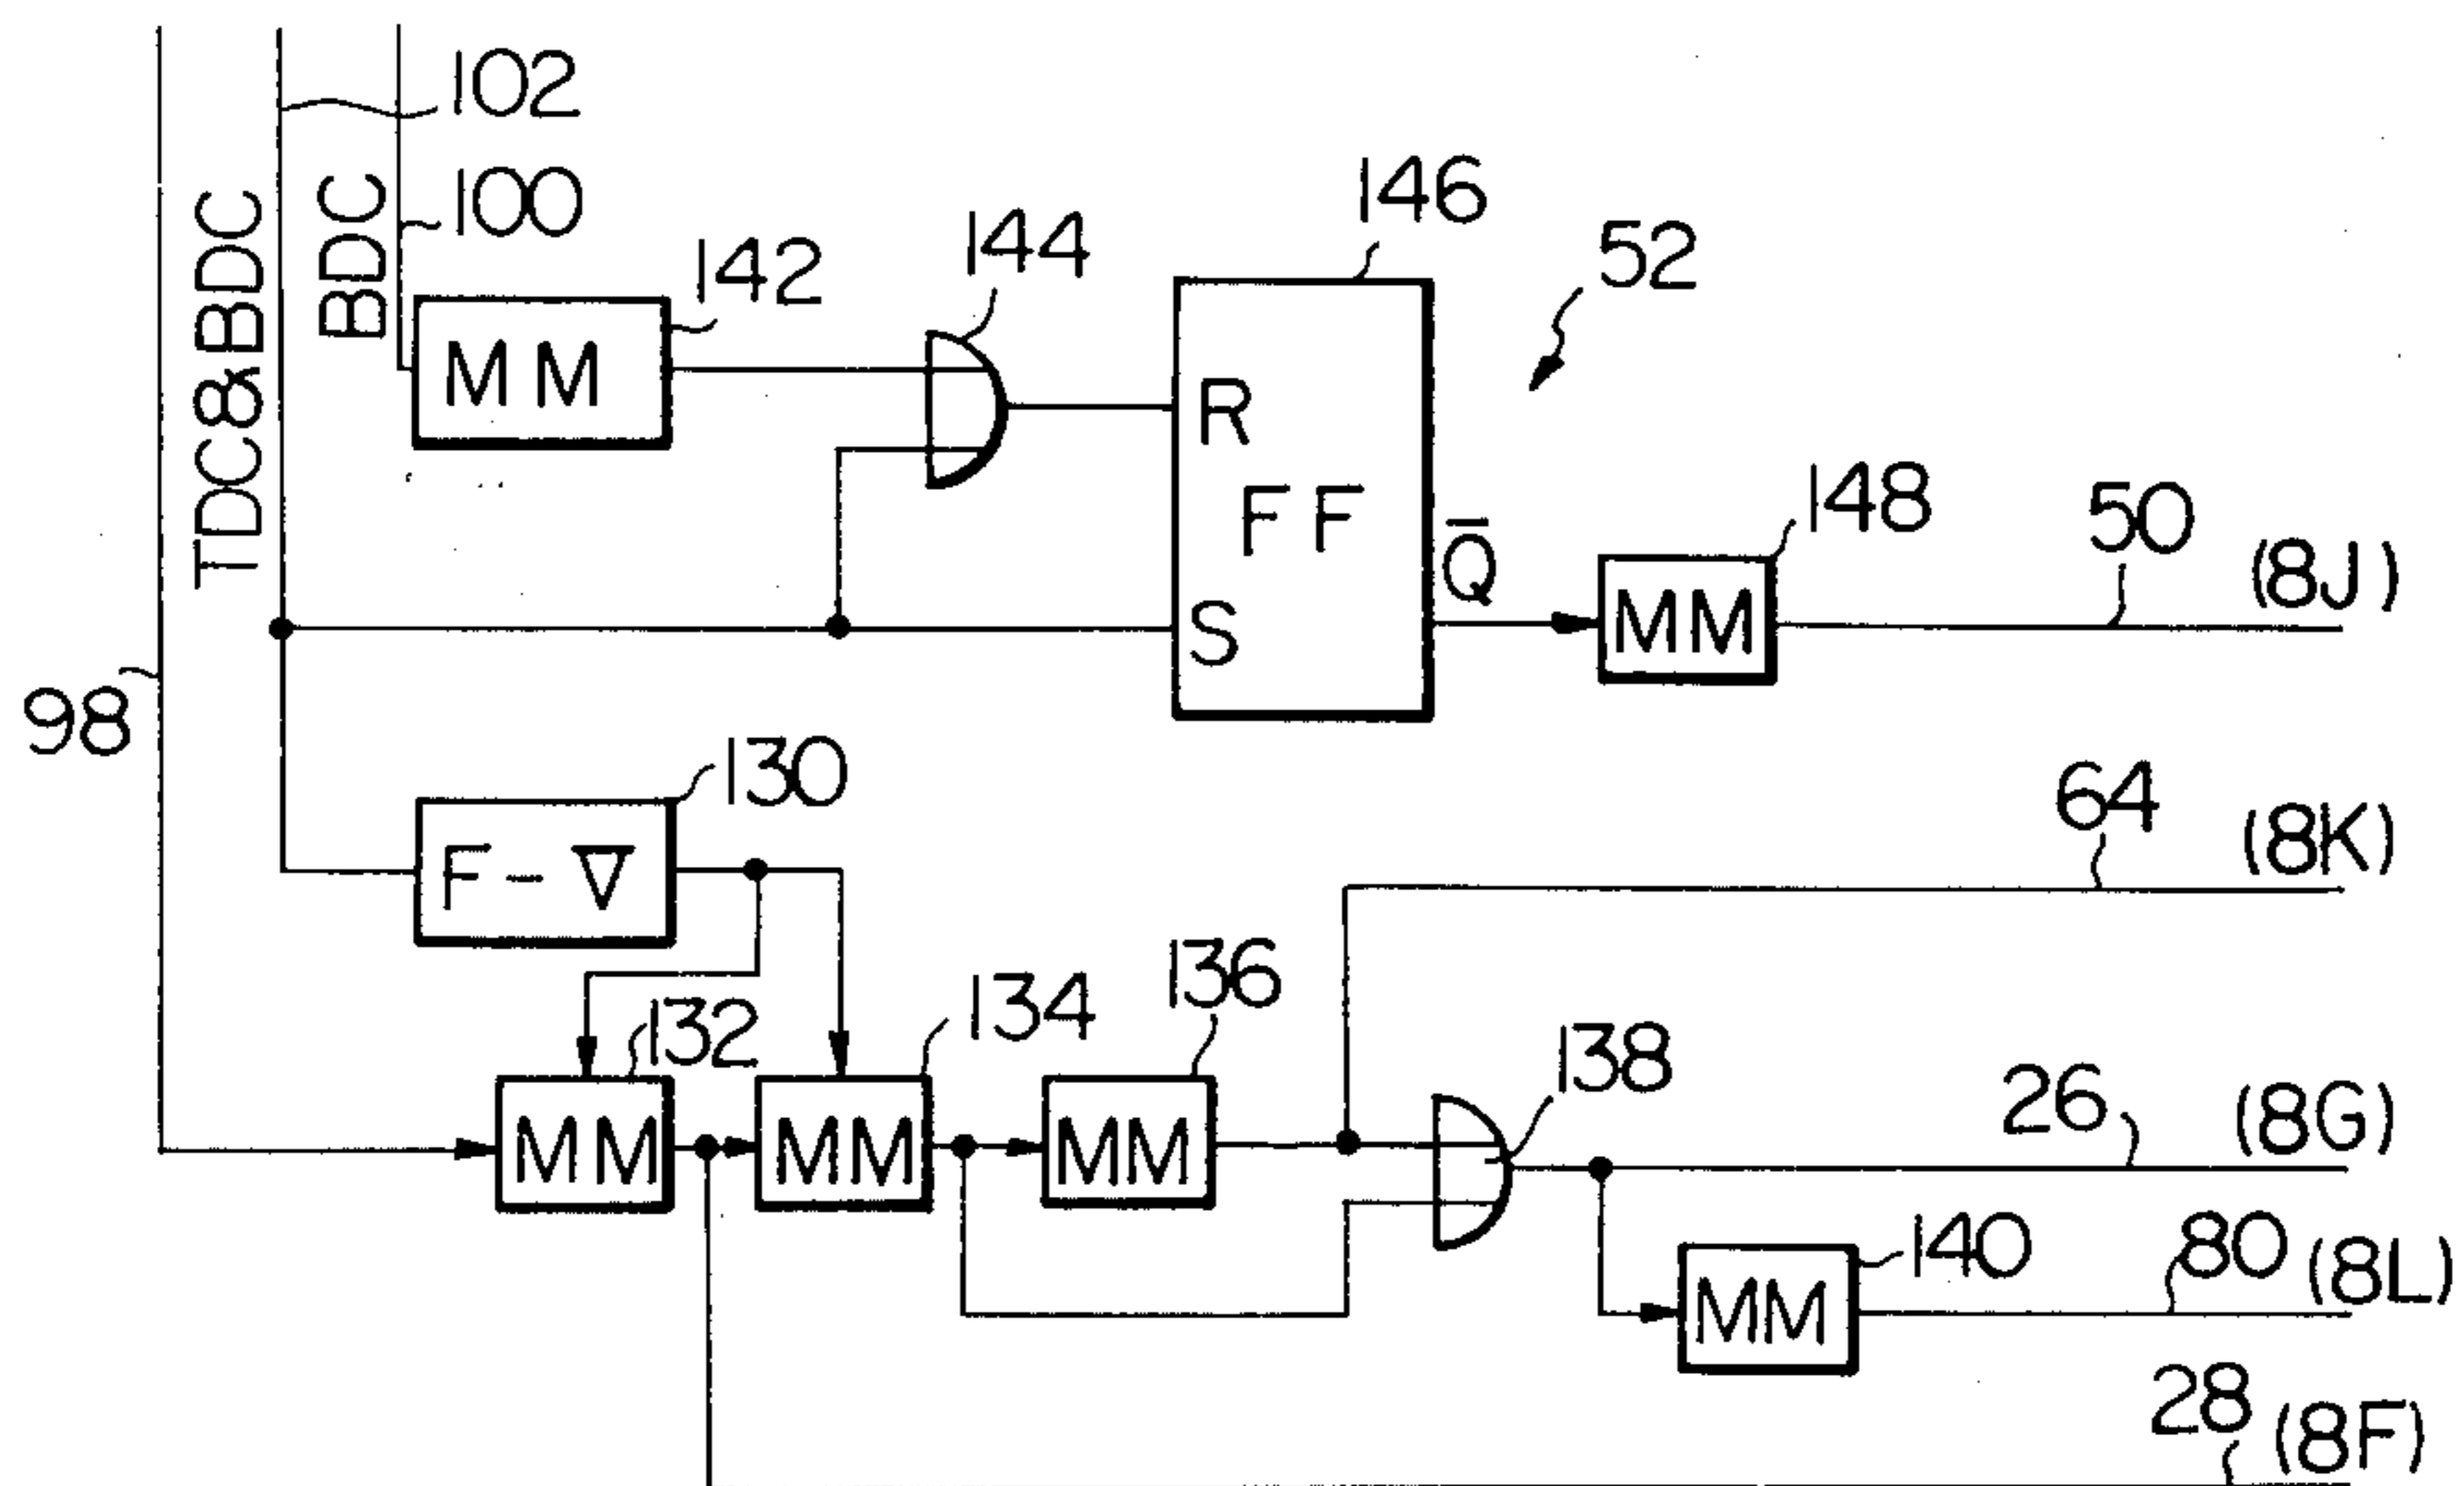 102
100
TDC&BDC
BDC
142
MM
144
146
52
R
FF
S
Q̅
148
MM
50
(8J)
98
130
F-∇
64
(8K)
132
MM
134
MM
136
MM
138
26
(8G)
140
MM
80
(8L)
28
(8F)